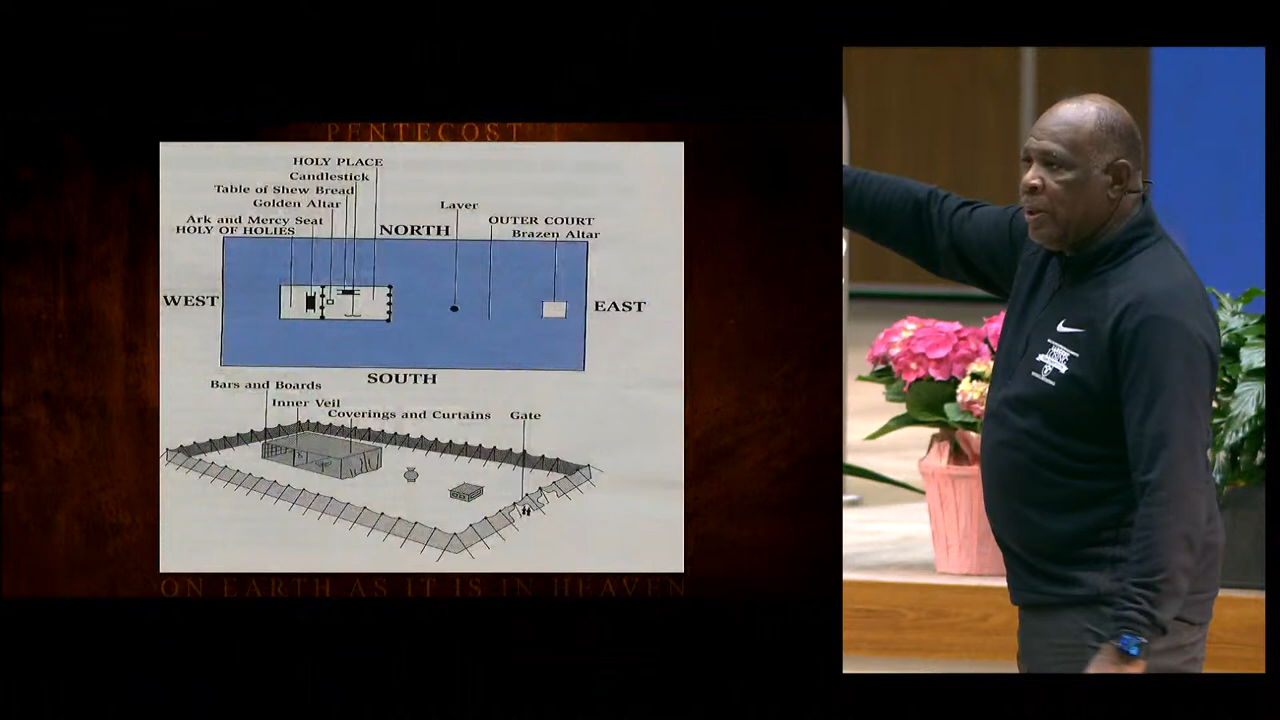 PENTECOST
HOLY PLACE
Candlestick
Table of Shew Bread
Golden Altar
Ark and Mercy Seat
HOLY OF HOLIES
Laver
NORTH
OUTER COURT
Brazen Altar
WEST
EAST
SOUTH
Bars and Boards
Inner Veil
Coverings and Curtains
Gate
ON EARTH AS IT IS IN HEAVEN